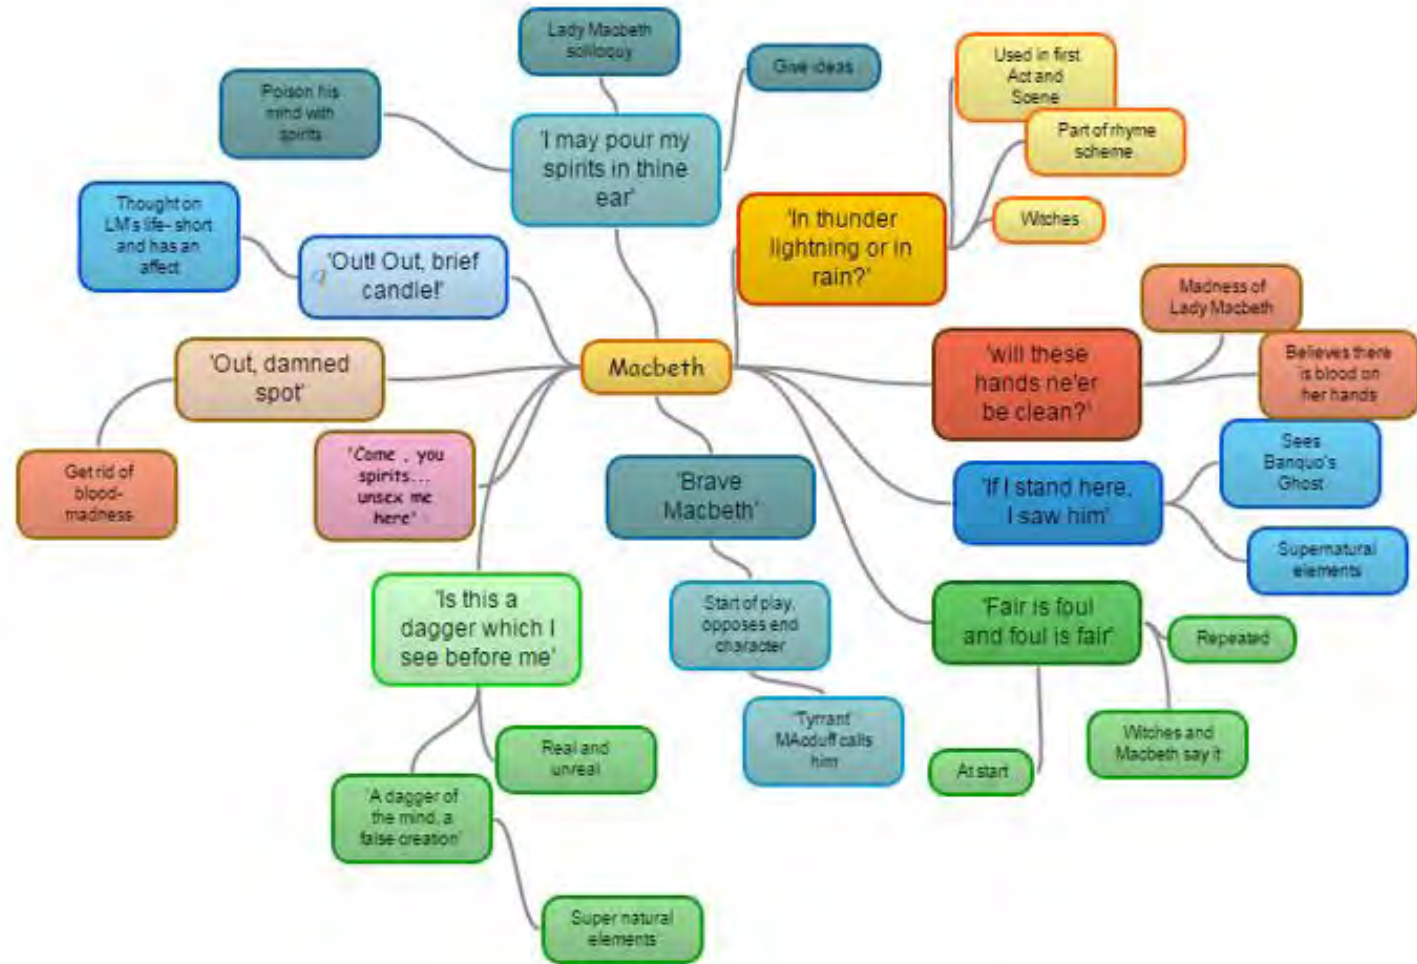 Macbeth
Lady Macbeth
soliloquy
Give ideas
Poison his
mind with
spirits
'I may pour my
spirits in thine
ear'
Used in first
Act and
Scene
Part of rhyme
scheme
Witches
'In thunder
lightning or in
rain?'
Thought on
LM's life- short
and has an
affect
'Out! Out, brief
candle!'
Madness of
Lady Macbeth
Believes there
is blood on
her hands
'will these
hands ne'er
be clean?'
'Out, damned
spot'
Get rid of
blood-
madness
'Come , you
spirits...
unsex me
here'
'Brave
Macbeth'
Start of play,
opposes end
character
'Tyrrant'
MAcduff calls
him
'If I stand here,
I saw him'
Sees
Banquo's
Ghost
Supernatural
elements
'Is this a
dagger which I
see before me'
Real and
unreal
'A dagger of
the mind, a
false creation'
Super natural
elements
'Fair is foul
and foul is fair'
Repeated
Witches and
Macbeth say it
At start